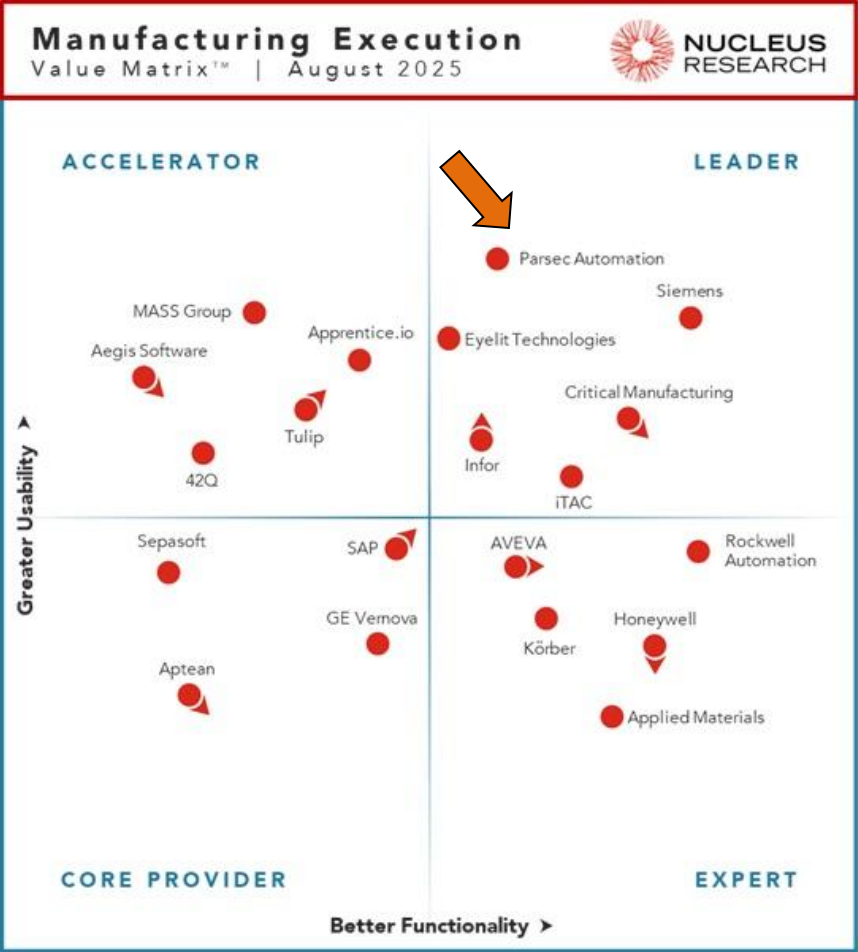 Manufacturing Execution
Value Matrix™ | August 2025
NUCLEUS
RESEARCH
ACCELERATOR
LEADER
Parsec Automation
Siemens
MASS Group
Apprentice.io
Eyelit Technologies
Aegis Software
Critical Manufacturing
Tulip
Infor
42Q
iTAC
Greater Usability
Sepasoft
SAP
AVEVA
Rockwell
Automation
GE Vernova
Körber
Honeywell
Aptean
Applied Materials
CORE PROVIDER
EXPERT
Better Functionality